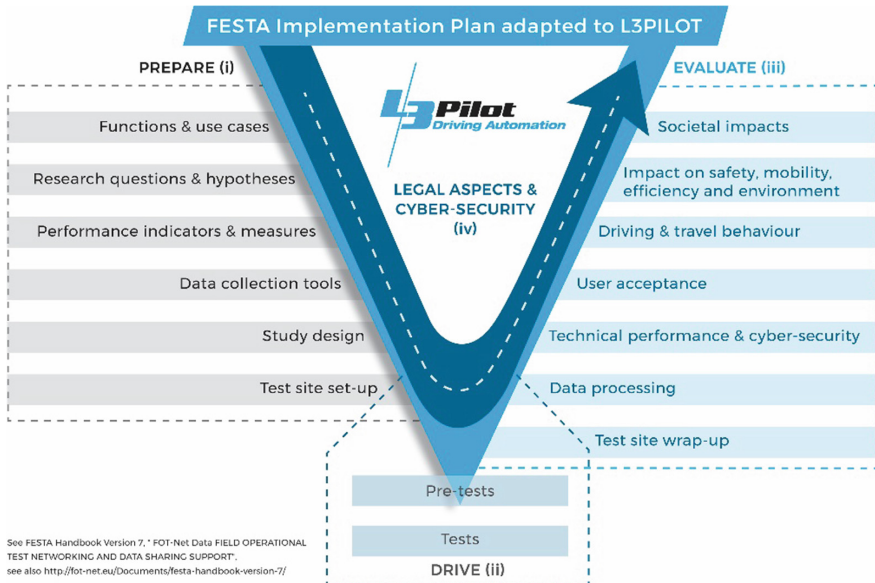 FESTA Implementation Plan adapted to L3PILOT
PREPARE (i)
Functions & use cases
Research questions & hypotheses
Performance indicators & measures
Data collection tools
Study design
Test site set-up
L3Pilot
Driving Automation
LEGAL ASPECTS &
CYBER-SECURITY
(iv)
EVALUATE (iii)
Societal impacts
Impact on safety, mobility,
efficiency and environment
Driving & travel behaviour
User acceptance
Technical performance & cyber-security
Data processing
Test site wrap-up
Pre-tests
Tests
DRIVE (ii)
See FESTA Handbook Version 7, " FOT-Net Data FIELD OPERATIONAL
TEST NETWORKING AND DATA SHARING SUPPORT",
see also http://fot-net.eu/Documents/festa-handbook-version-7/